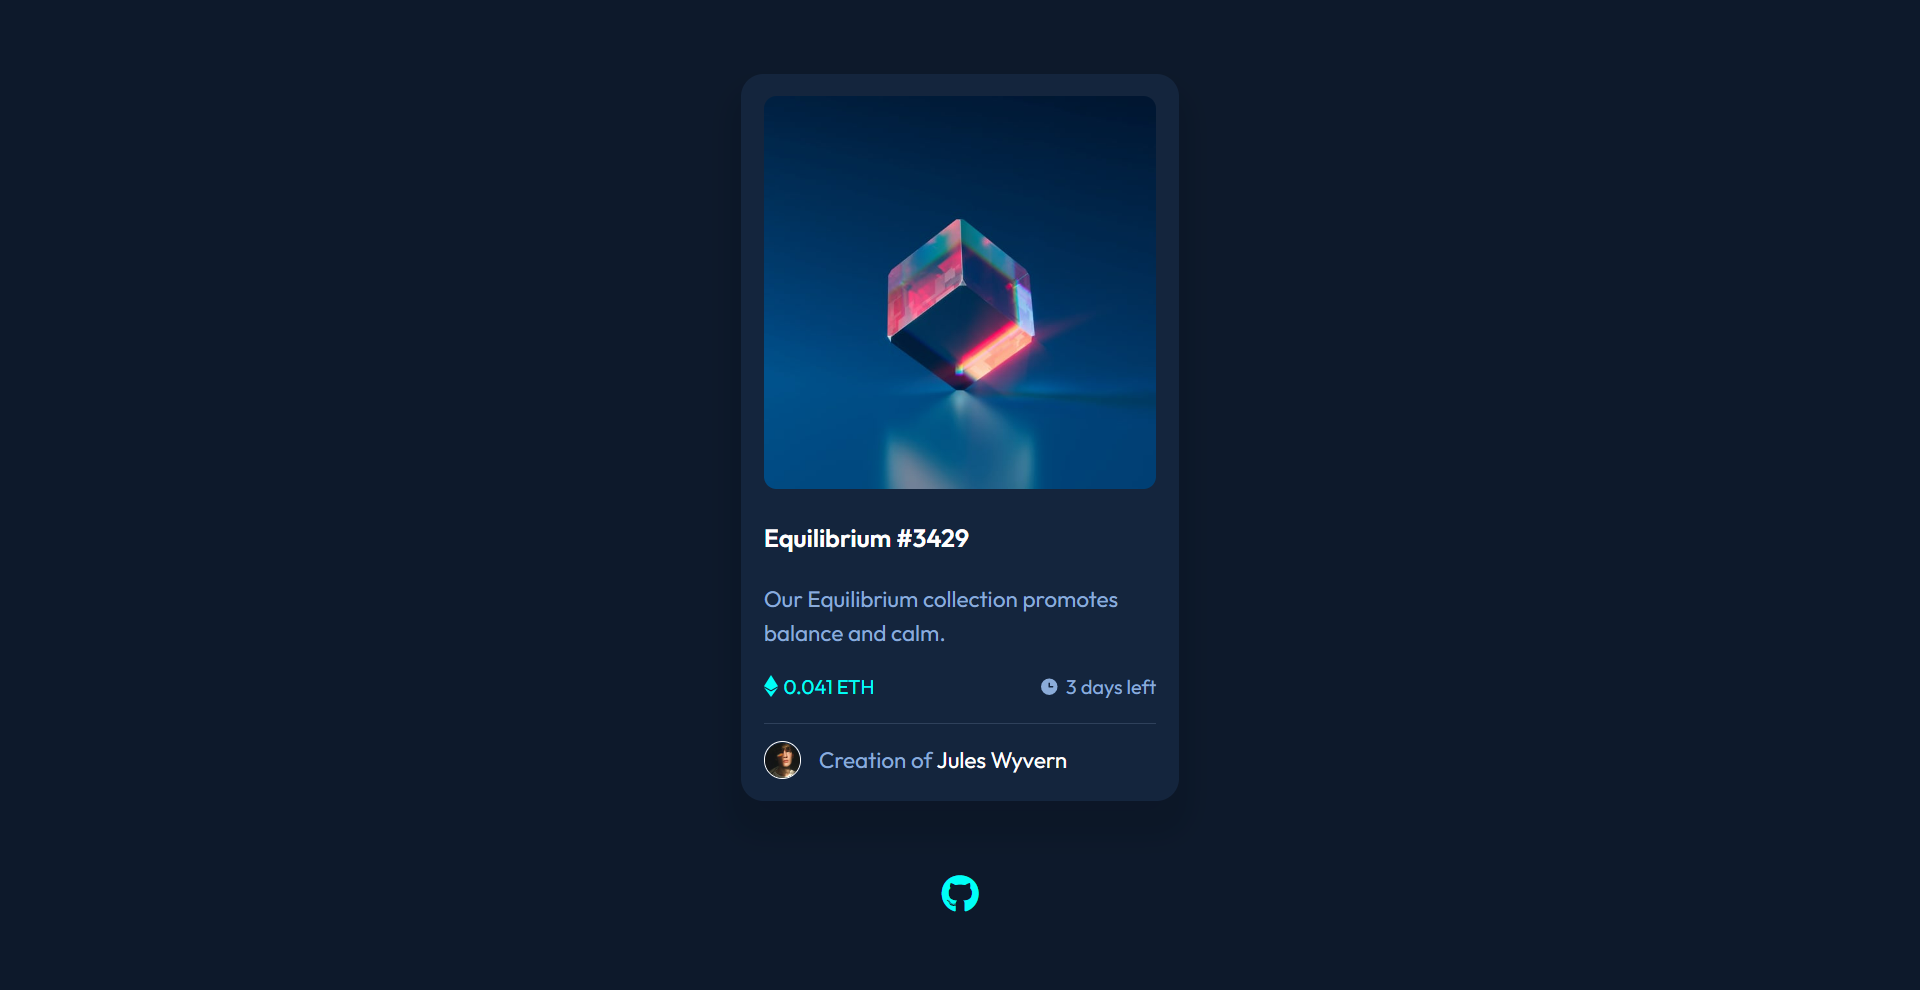 Equilibrium #3429
Our Equilibrium collection promotes
balance and calm.
0.041 ETH
3 days left
Creation of Jules Wyvern